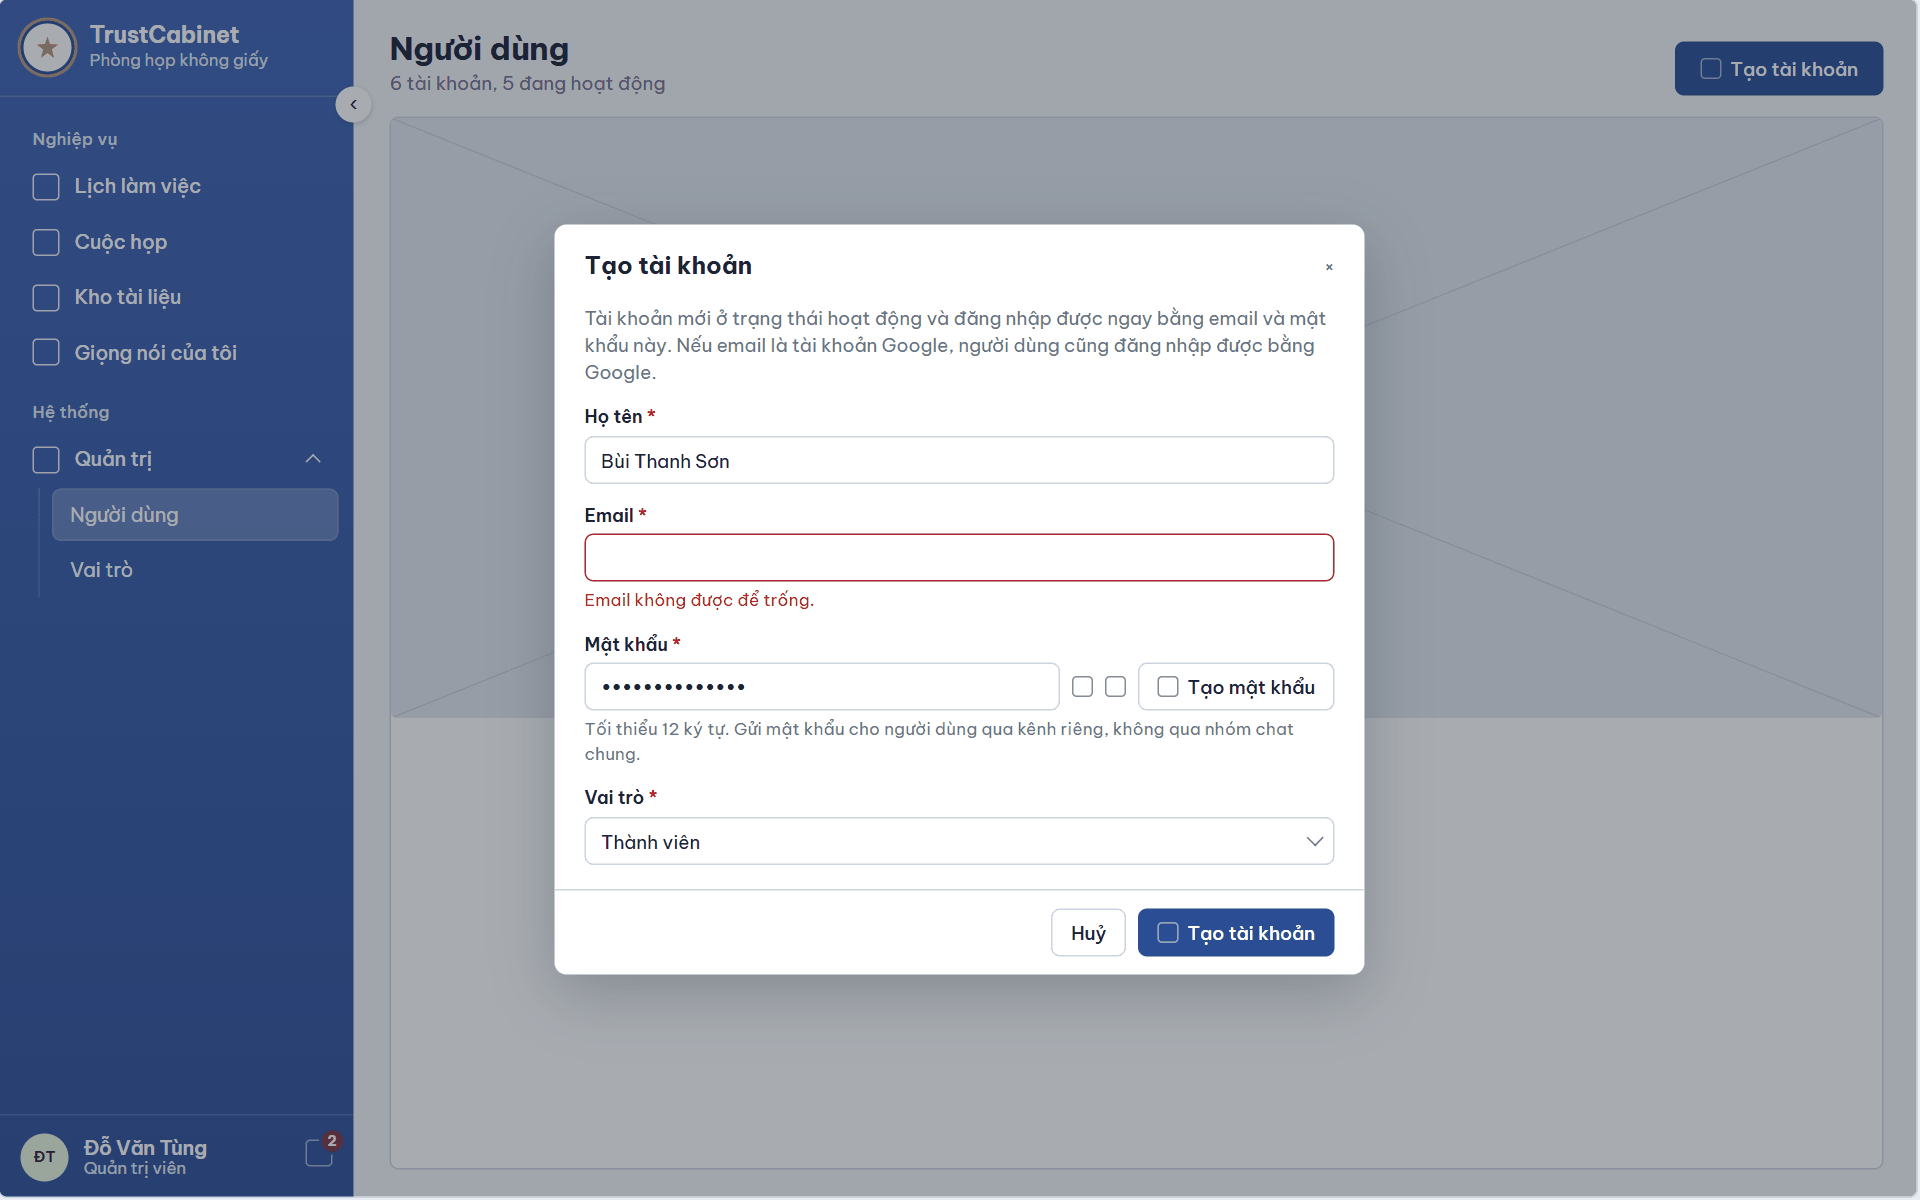 TrustCabinet
Phòng họp không giấy
Nghiệp vụ
Lịch làm việc
Cuộc họp
Kho tài liệu
Giọng nói của tôi
Hệ thống
Quản trị
Người dùng
Vai trò
ĐT
Đỗ Văn Tùng
Quản trị viên
2
Người dùng
6 tài khoản, 5 đang hoạt động
Tạo tài khoản
Tạo tài khoản
Tài khoản mới ở trạng thái hoạt động và đăng nhập được ngay bằng email và mật
khẩu này. Nếu email là tài khoản Google, người dùng cũng đăng nhập được bằng
Google.
Họ tên *
Bùi Thanh Sơn
Email *
Email không được để trống.
Mật khẩu *
••••••••••••••
Tạo mật khẩu
Tối thiểu 12 ký tự. Gửi mật khẩu cho người dùng qua kênh riêng, không qua nhóm chat
chung.
Vai trò *
Thành viên
Huỷ
Tạo tài khoản